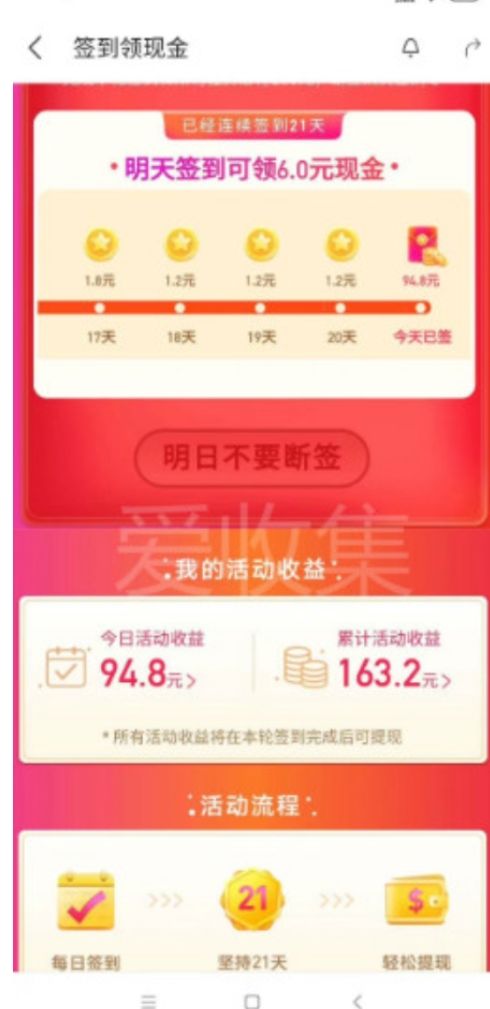 签到领现金
已经连续签到21天
•明天签到可领6.0元现金•
1.8元 1.2元 1.2元 1.2元 94.8元
17天 18天 19天 20天 今天已签
明日不要断签
爱收集
我的活动收益
今日活动收益 累计活动收益
94.8元> 163.2元>
*所有活动收益将在本轮签到完成后可提现
活动流程
>>> 21 >>> $
每日签到 坚持21天 轻松提现